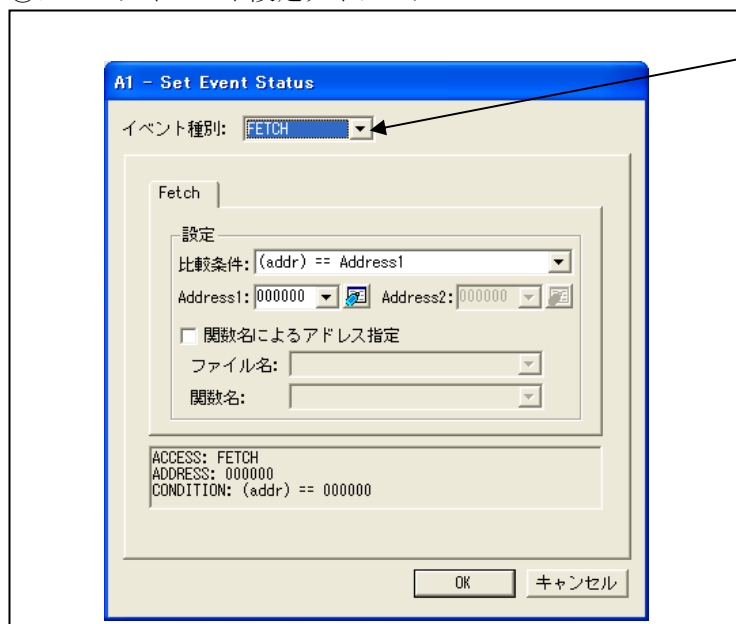 A1 - Set Event Status
イベント種別: FETCH
Fetch
設定
比較条件: (addr) == Address1
Address1: 000000 Address2: 000000
関数名によるアドレス指定
ファイル名:
関数名:
ACCESS: FETCH
ADDRESS: 000000
CONDITION: (addr) == 000000
OK キャンセル